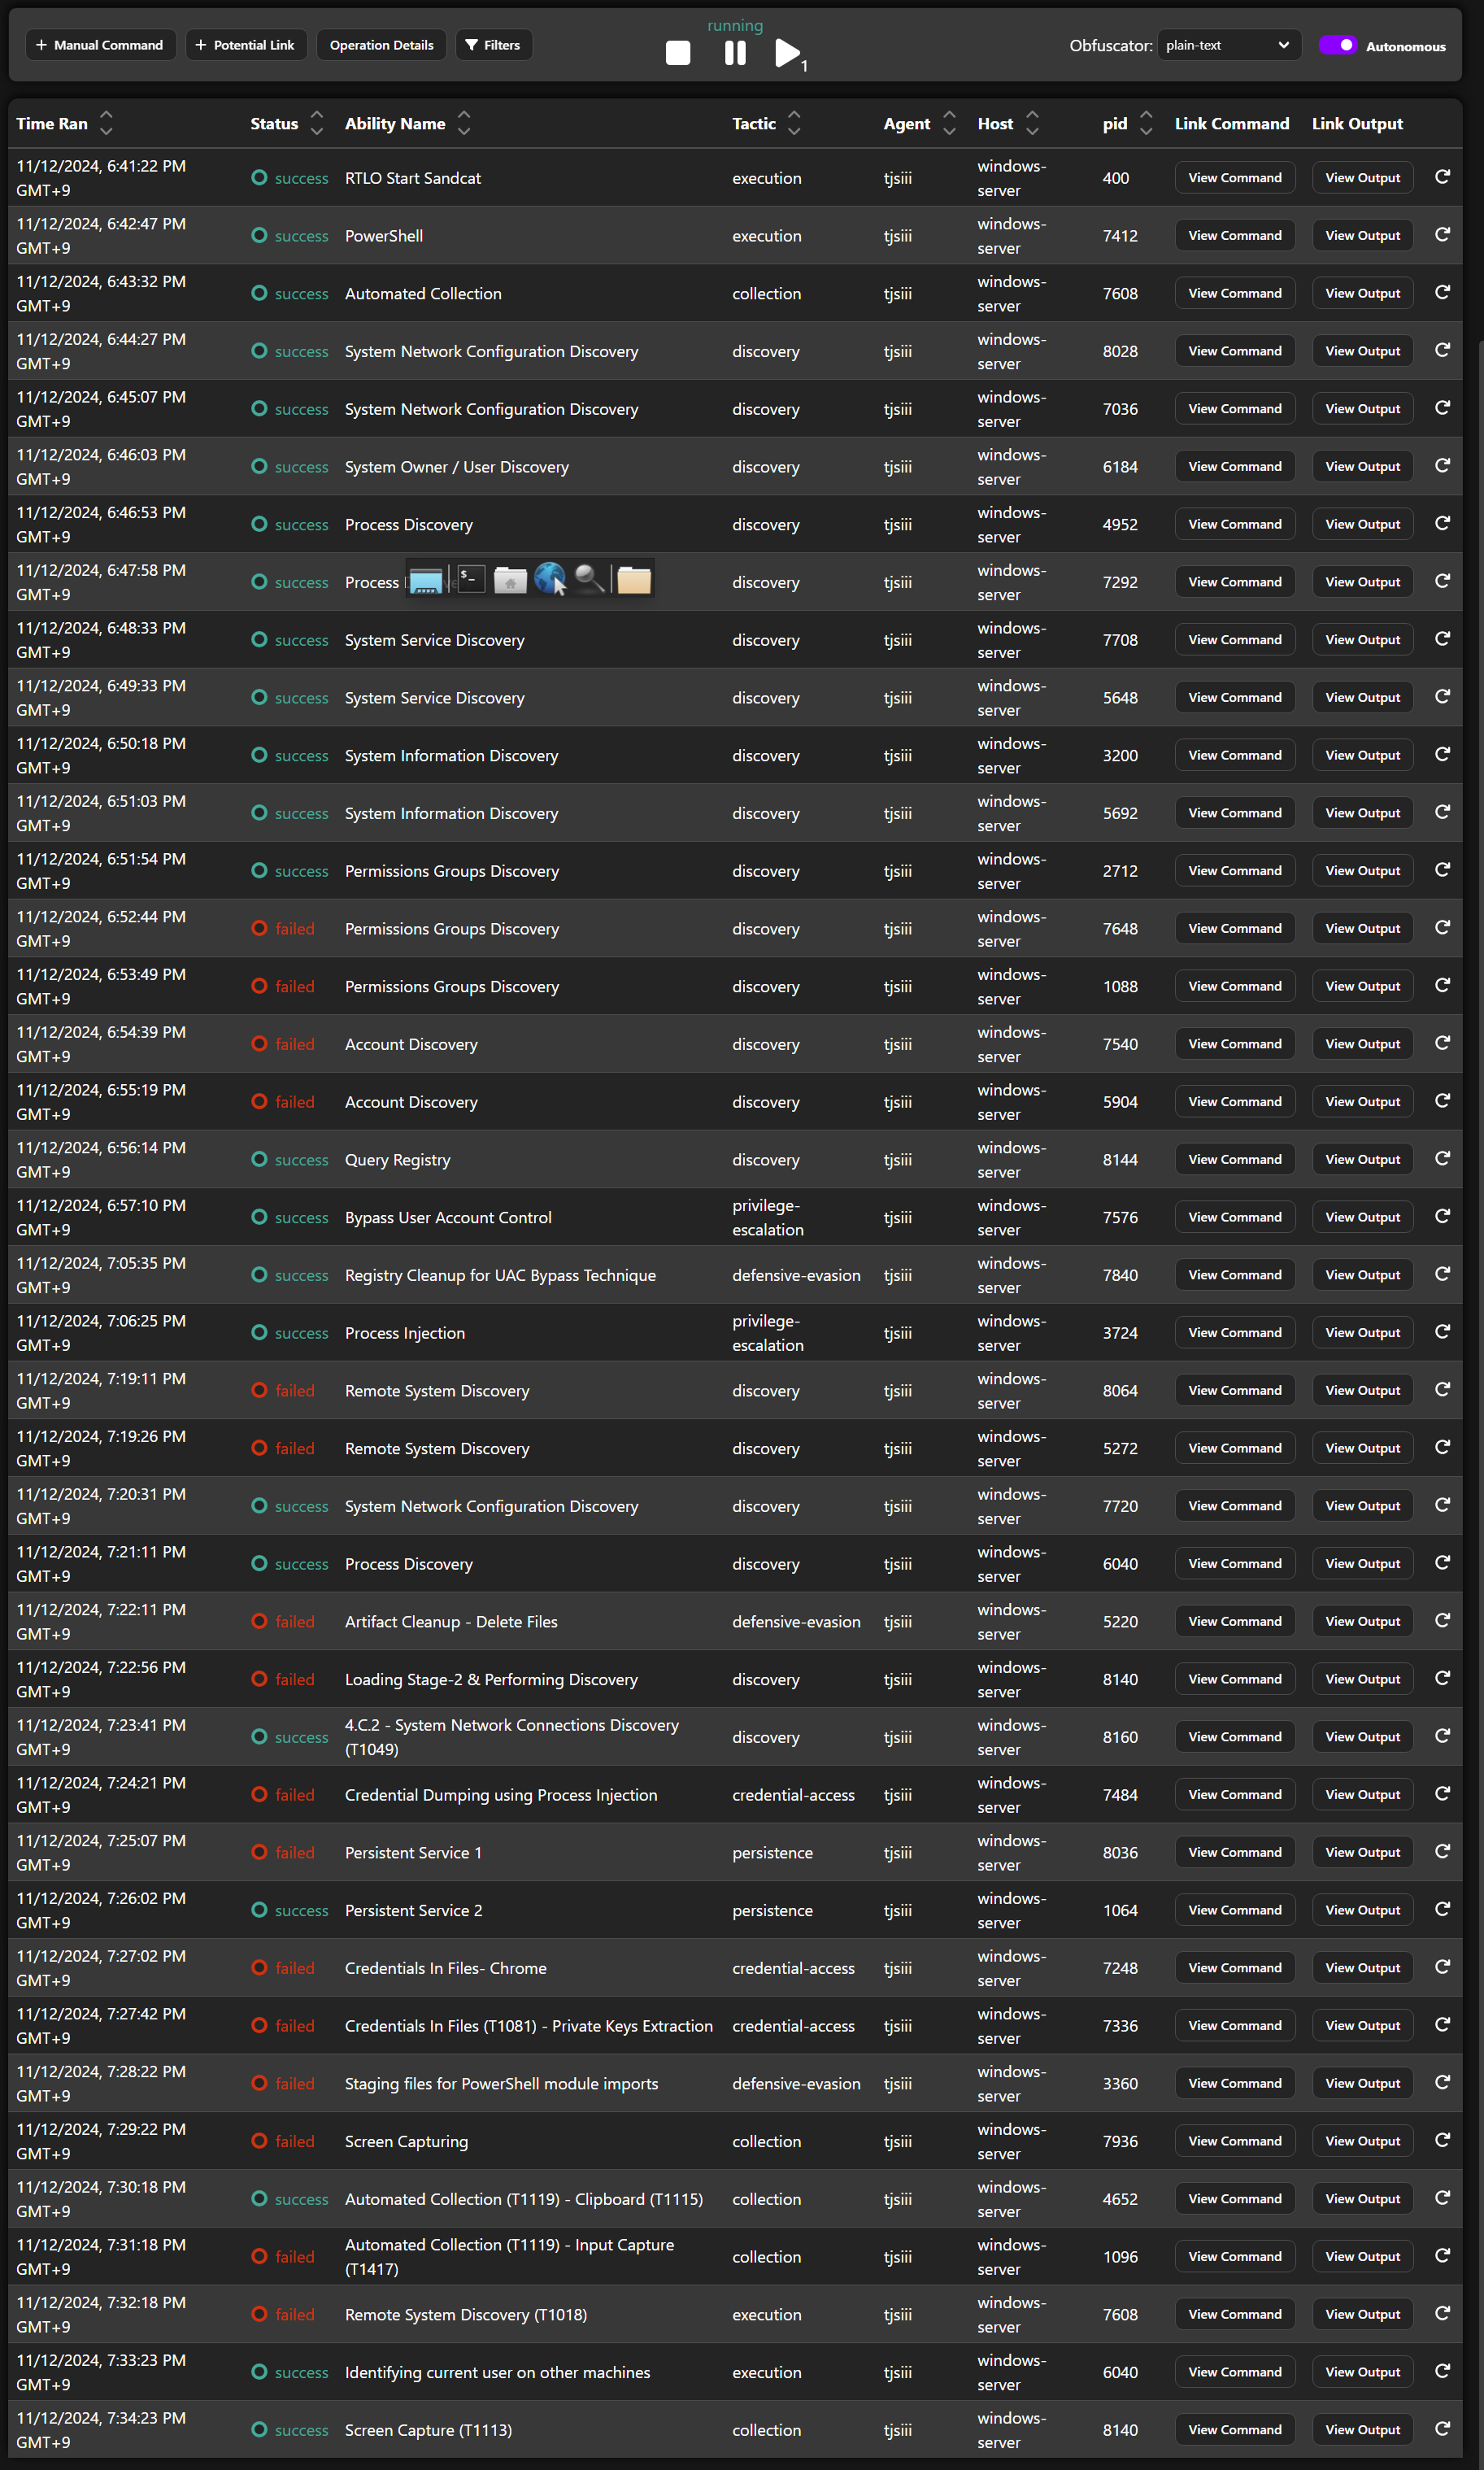 running
+ Manual Command + Potential Link Operation Details Filters 1 Obfuscator: plain-text Autonomous
Time Ran Status Ability Name Tactic Agent Host pid Link Command Link Output
11/12/2024, 6:41:22 PM GMT+9 success RTLO Start Sandcat execution tjsiii windows-server 400 View Command View Output
11/12/2024, 6:42:47 PM GMT+9 success PowerShell execution tjsiii windows-server 7412 View Command View Output
11/12/2024, 6:43:32 PM GMT+9 success Automated Collection collection tjsiii windows-server 7608 View Command View Output
11/12/2024, 6:44:27 PM GMT+9 success System Network Configuration Discovery discovery tjsiii windows-server 8028 View Command View Output
11/12/2024, 6:45:07 PM GMT+9 success System Network Configuration Discovery discovery tjsiii windows-server 7036 View Command View Output
11/12/2024, 6:46:03 PM GMT+9 success System Owner / User Discovery discovery tjsiii windows-server 6184 View Command View Output
11/12/2024, 6:46:53 PM GMT+9 success Process Discovery discovery tjsiii windows-server 4952 View Command View Output
11/12/2024, 6:47:58 PM GMT+9 success Process discovery tjsiii windows-server 7292 View Command View Output
11/12/2024, 6:48:33 PM GMT+9 success System Service Discovery discovery tjsiii windows-server 7708 View Command View Output
11/12/2024, 6:49:33 PM GMT+9 success System Service Discovery discovery tjsiii windows-server 5648 View Command View Output
11/12/2024, 6:50:18 PM GMT+9 success System Information Discovery discovery tjsiii windows-server 3200 View Command View Output
11/12/2024, 6:51:03 PM GMT+9 success System Information Discovery discovery tjsiii windows-server 5692 View Command View Output
11/12/2024, 6:51:54 PM GMT+9 success Permissions Groups Discovery discovery tjsiii windows-server 2712 View Command View Output
11/12/2024, 6:52:44 PM GMT+9 failed Permissions Groups Discovery discovery tjsiii windows-server 7648 View Command View Output
11/12/2024, 6:53:49 PM GMT+9 failed Permissions Groups Discovery discovery tjsiii windows-server 1088 View Command View Output
11/12/2024, 6:54:39 PM GMT+9 failed Account Discovery discovery tjsiii windows-server 7540 View Command View Output
11/12/2024, 6:55:19 PM GMT+9 failed Account Discovery discovery tjsiii windows-server 5904 View Command View Output
11/12/2024, 6:56:14 PM GMT+9 success Query Registry discovery tjsiii windows-server 8144 View Command View Output
11/12/2024, 6:57:10 PM GMT+9 success Bypass User Account Control privilege-escalation tjsiii windows-server 7576 View Command View Output
11/12/2024, 7:05:35 PM GMT+9 success Registry Cleanup for UAC Bypass Technique defensive-evasion tjsiii windows-server 7840 View Command View Output
11/12/2024, 7:06:25 PM GMT+9 success Process Injection privilege-escalation tjsiii windows-server 3724 View Command View Output
11/12/2024, 7:19:11 PM GMT+9 failed Remote System Discovery discovery tjsiii windows-server 8064 View Command View Output
11/12/2024, 7:19:26 PM GMT+9 failed Remote System Discovery discovery tjsiii windows-server 5272 View Command View Output
11/12/2024, 7:20:31 PM GMT+9 success System Network Configuration Discovery discovery tjsiii windows-server 7720 View Command View Output
11/12/2024, 7:21:11 PM GMT+9 success Process Discovery discovery tjsiii windows-server 6040 View Command View Output
11/12/2024, 7:22:11 PM GMT+9 failed Artifact Cleanup - Delete Files defensive-evasion tjsiii windows-server 5220 View Command View Output
11/12/2024, 7:22:56 PM GMT+9 failed Loading Stage-2 & Performing Discovery discovery tjsiii windows-server 8140 View Command View Output
11/12/2024, 7:23:41 PM GMT+9 success 4.C.2 - System Network Connections Discovery (T1049) discovery tjsiii windows-server 8160 View Command View Output
11/12/2024, 7:24:21 PM GMT+9 failed Credential Dumping using Process Injection credential-access tjsiii windows-server 7484 View Command View Output
11/12/2024, 7:25:07 PM GMT+9 failed Persistent Service 1 persistence tjsiii windows-server 8036 View Command View Output
11/12/2024, 7:26:02 PM GMT+9 success Persistent Service 2 persistence tjsiii windows-server 1064 View Command View Output
11/12/2024, 7:27:02 PM GMT+9 failed Credentials In Files- Chrome credential-access tjsiii windows-server 7248 View Command View Output
11/12/2024, 7:27:42 PM GMT+9 failed Credentials In Files (T1081) - Private Keys Extraction credential-access tjsiii windows-server 7336 View Command View Output
11/12/2024, 7:28:22 PM GMT+9 failed Staging files for PowerShell module imports defensive-evasion tjsiii windows-server 3360 View Command View Output
11/12/2024, 7:29:22 PM GMT+9 failed Screen Capturing collection tjsiii windows-server 7936 View Command View Output
11/12/2024, 7:30:18 PM GMT+9 success Automated Collection (T1119) - Clipboard (T1115) collection tjsiii windows-server 4652 View Command View Output
11/12/2024, 7:31:18 PM GMT+9 failed Automated Collection (T1119) - Input Capture (T1417) collection tjsiii windows-server 1096 View Command View Output
11/12/2024, 7:32:18 PM GMT+9 failed Remote System Discovery (T1018) execution tjsiii windows-server 7608 View Command View Output
11/12/2024, 7:33:23 PM GMT+9 success Identifying current user on other machines execution tjsiii windows-server 6040 View Command View Output
11/12/2024, 7:34:23 PM GMT+9 success Screen Capture (T1113) collection tjsiii windows-server 8140 View Command View Output